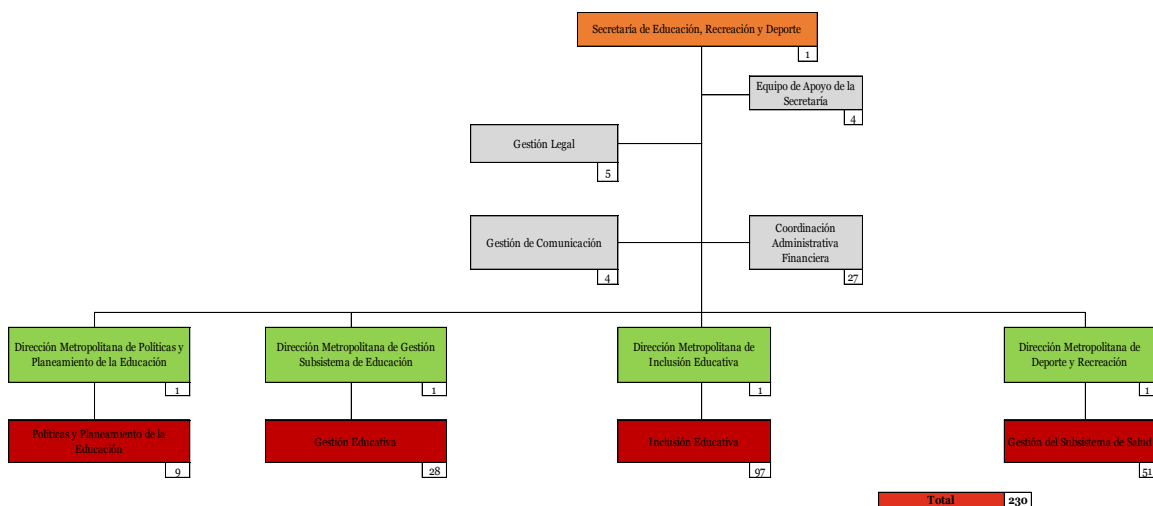 Secretaría de Educación, Recreación y Deporte
1
Equipo de Apoyo de la
Secretaría
4
Gestión Legal
5
Gestión de Comunicación
4
Coordinación
Administrativa
Financiera
27
Dirección Metropolitana de Políticas y
Planeamiento de la Educación
1
Dirección Metropolitana de Gestión
Subsistema de Educación
1
Dirección Metropolitana de
Inclusión Educativa
1
Dirección Metropolitana de
Deporte y Recreación
1
Políticas y Planeamiento de la
Educación
9
Gestión Educativa
28
Inclusión Educativa
97
Gestión del Subsistema de Salud
51
Total 230